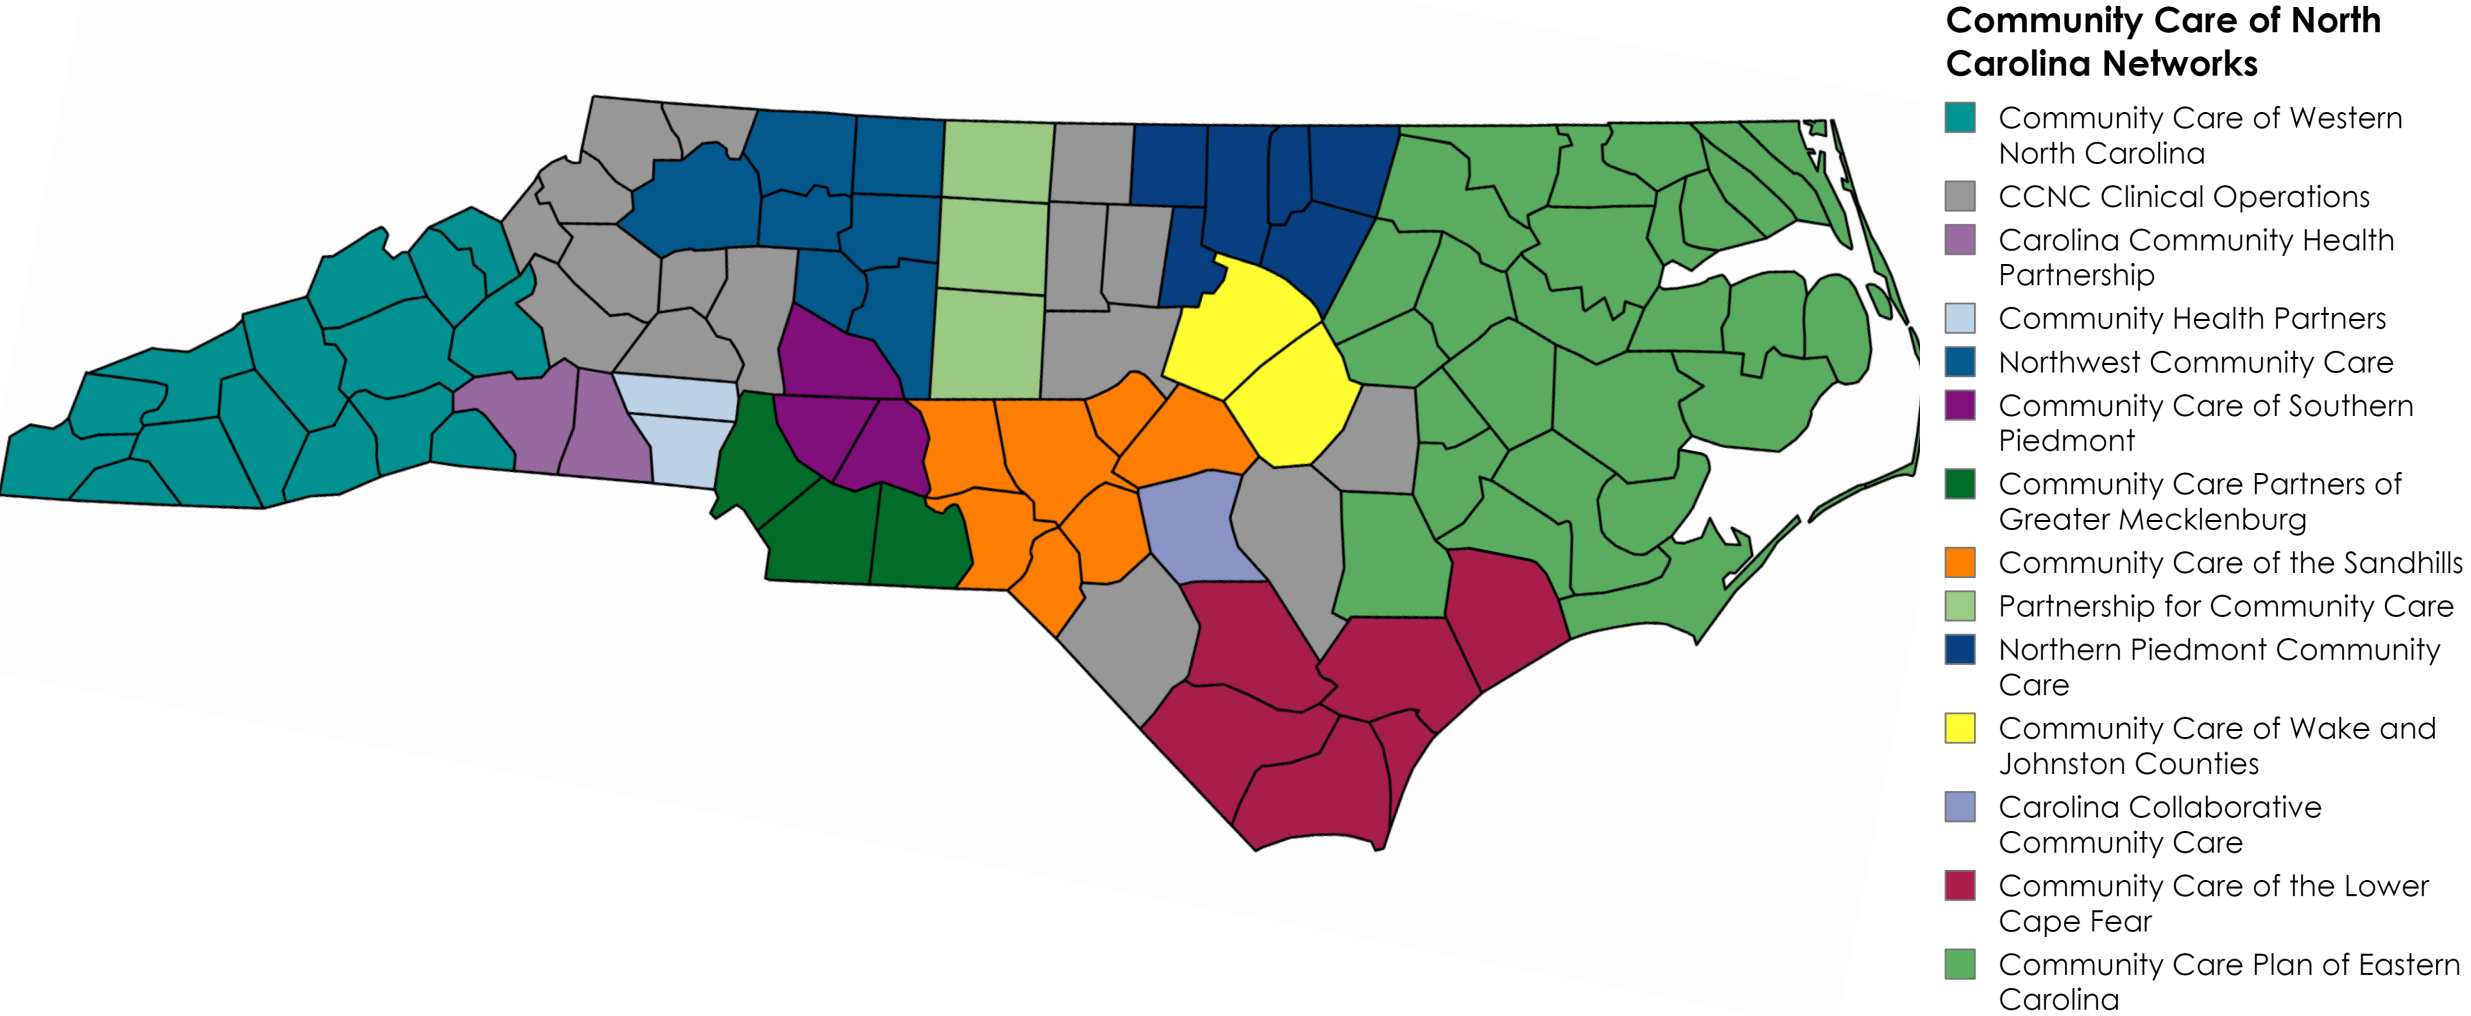 Community Care of North
Carolina Networks
Community Care of Western
North Carolina
CCNC Clinical Operations
Carolina Community Health
Partnership
Community Health Partners
Northwest Community Care
Community Care of Southern
Piedmont
Community Care Partners of
Greater Mecklenburg
Community Care of the Sandhills
Partnership for Community Care
Northern Piedmont Community
Care
Community Care of Wake and
Johnston Counties
Carolina Collaborative
Community Care
Community Care of the Lower
Cape Fear
Community Care Plan of Eastern
Carolina